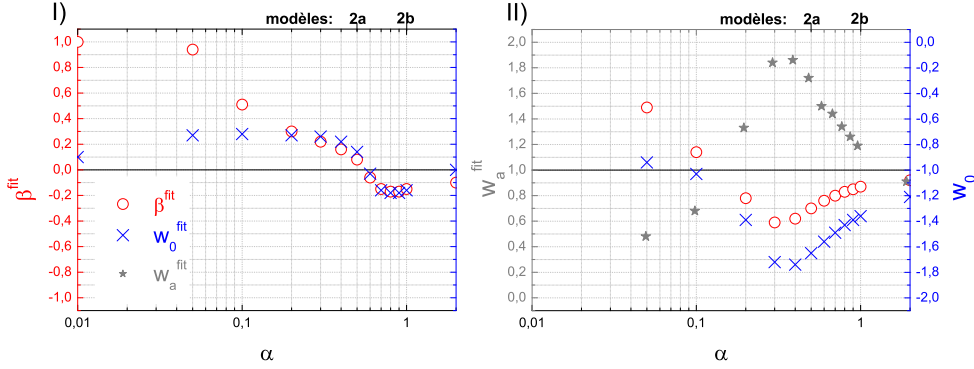 I)
modèles: 2a 2b
1,0
0,8
0,6
0,4
0,2
0,0
-0,2
-0,4
-0,6
-0,8
-1,0
β^fit
β^fit
w_0^fit
w_a^fit
0,01 0,1 1
α
II)
modèles: 2a 2b
2,0
1,8
1,6
1,4
1,2
1,0
0,8
0,6
0,4
0,2
0,0
w_a^fit
0,0
-0,2
-0,4
-0,6
-0,8
-1,0
-1,2
-1,4
-1,6
-1,8
-2,0
w_0
0,01 0,1 1
α